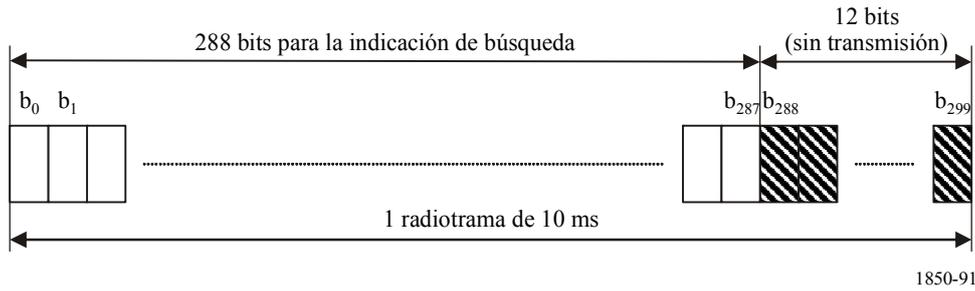 12 bits
(sin transmisión)
288 bits para la indicación de búsqueda
b0 b1 b287 b288 b299
1 radiotrama de 10 ms
1850-91